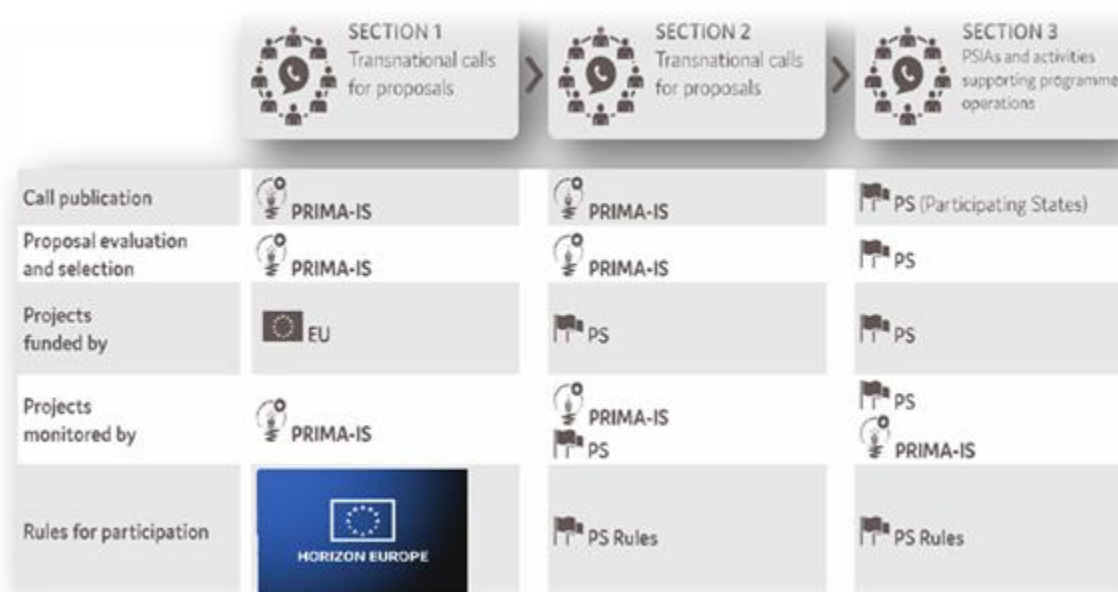 SECTION 1
Transnational calls
for proposals
SECTION 2
Transnational calls
for proposals
SECTION 3
PSIAs and activities
supporting programme
operations
Call publication
PRIMA-IS
PRIMA-IS
PS (Participating States)
Proposal evaluation
and selection
PRIMA-IS
PRIMA-IS
PS
Projects
funded by
EU
PS
PS
Projects
monitored by
PRIMA-IS
PRIMA-IS
PS
PS
PRIMA-IS
Rules for participation
HORIZON EUROPE
PS Rules
PS Rules